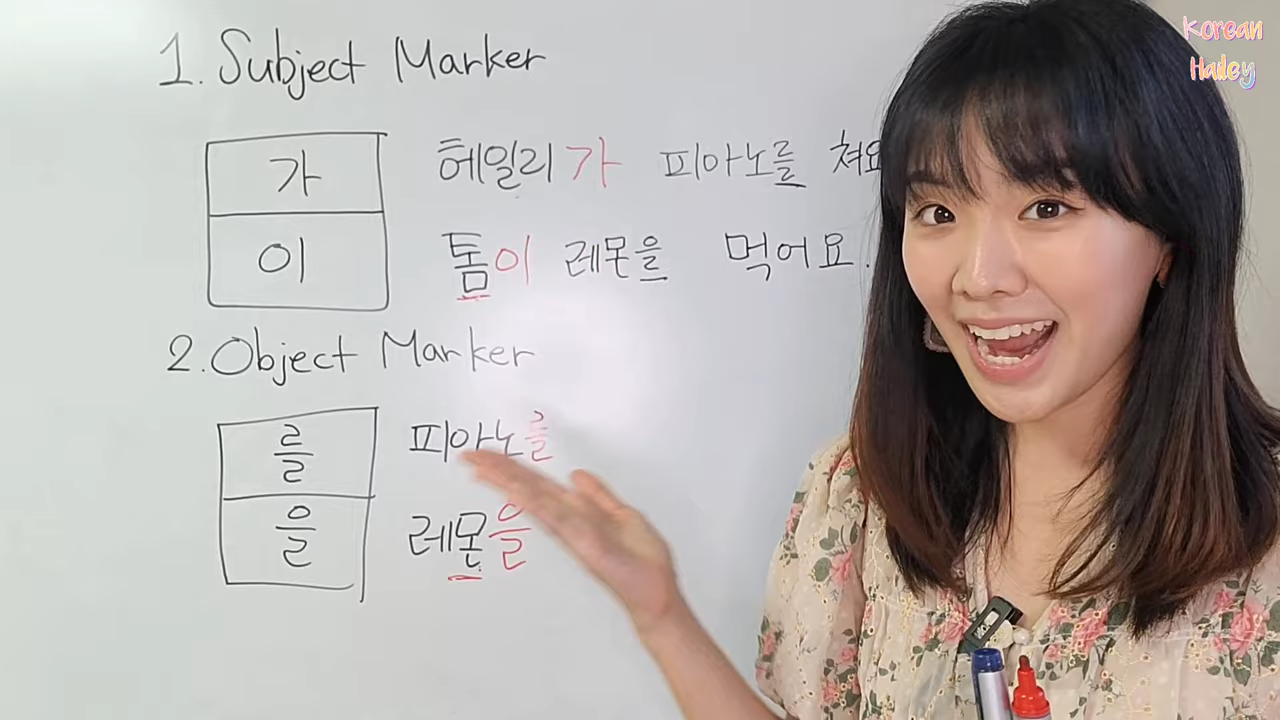 1. Subject Marker
가
헤일리가 피아노를 쳐요
이
톰이 레몬을 먹어요.
2. Object Marker
를
피아노를
을
레몬을
Korean
Hailey